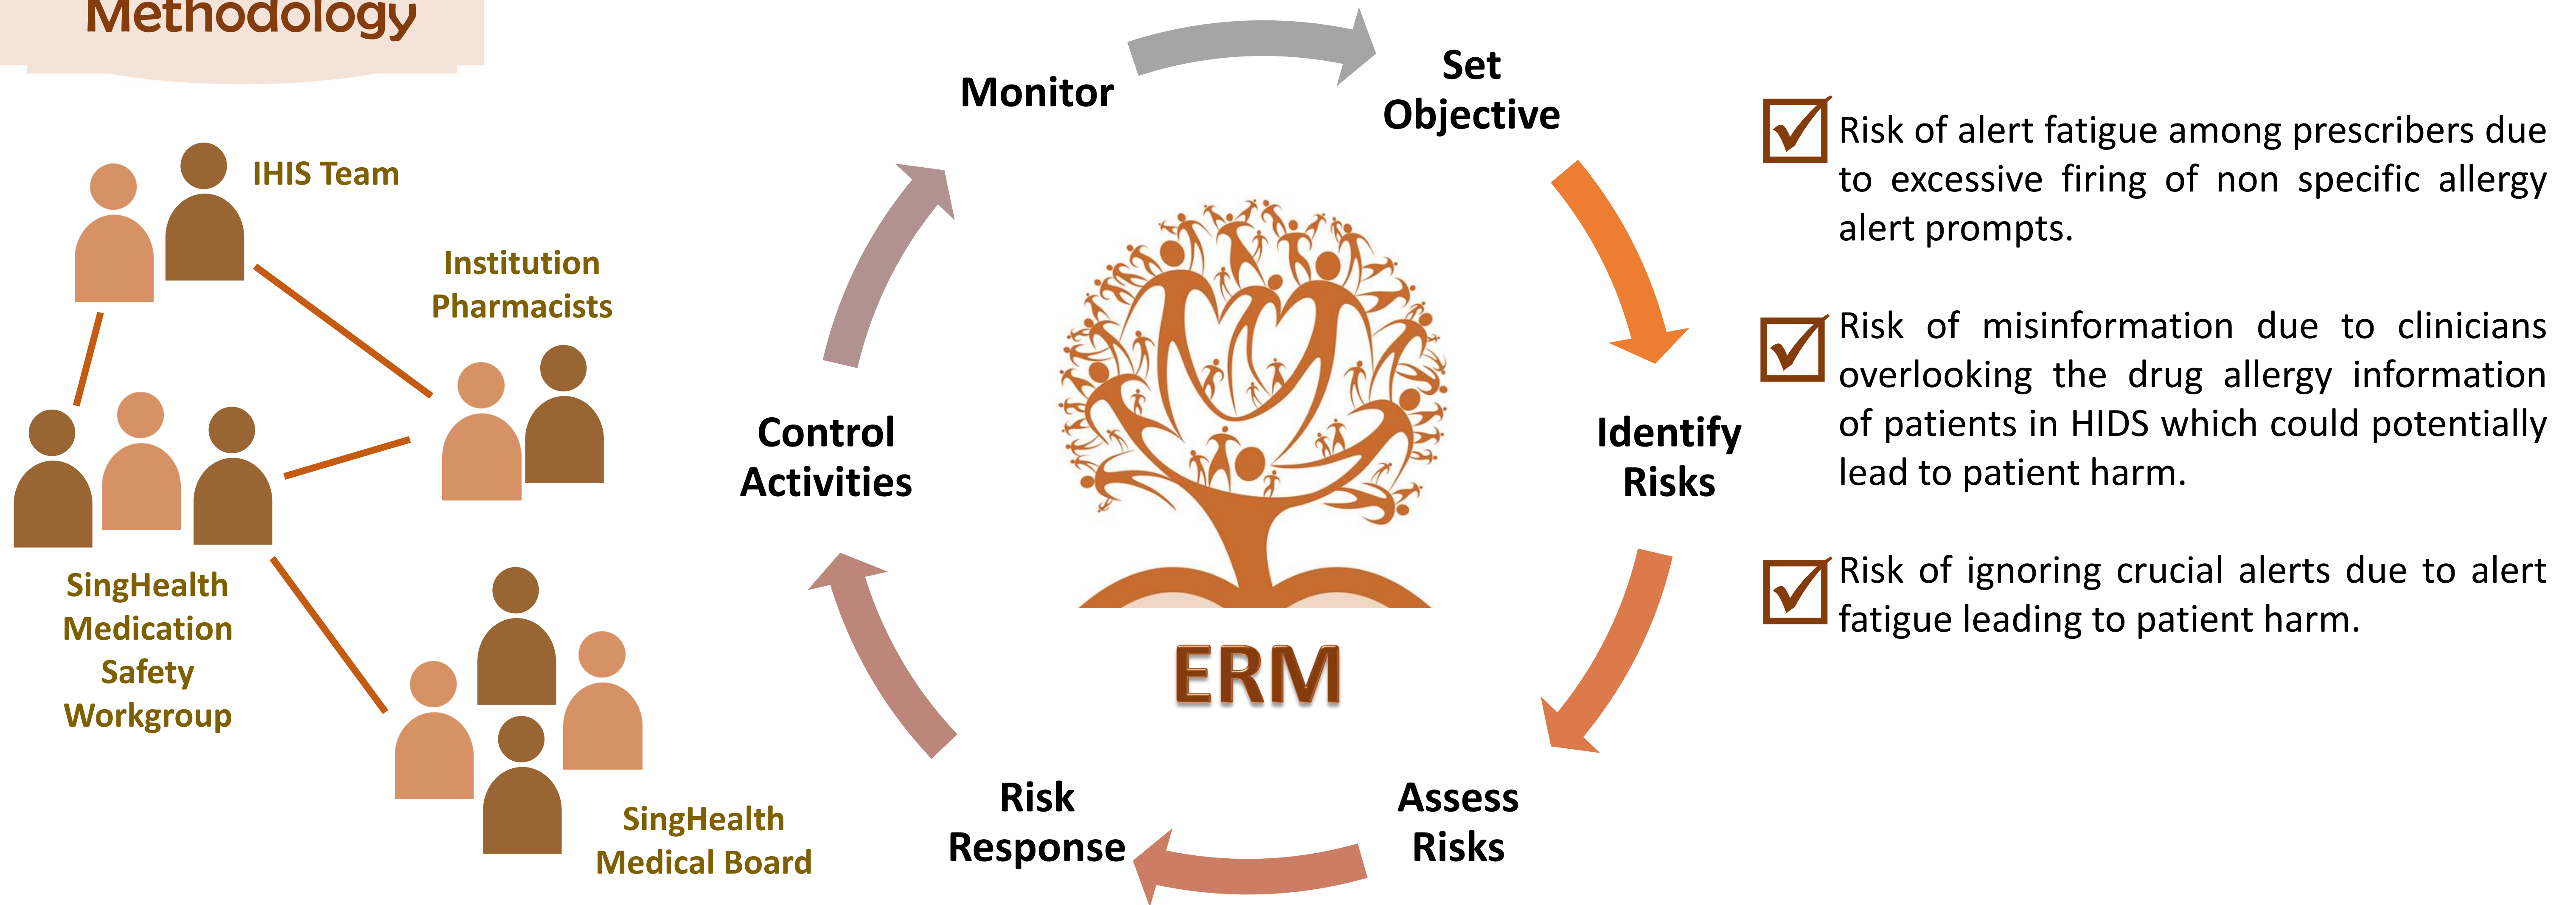 Methodology
IHIS Team
Institution
Pharmacists
SingHealth
Medication
Safety
Workgroup
SingHealth
Medical Board
Monitor
Set
Objective
Identify
Risks
Assess
Risks
Risk
Response
Control
Activities
ERM
Risk of alert fatigue among prescribers due
to excessive firing of non specific allergy
alert prompts.
Risk of misinformation due to clinicians
overlooking the drug allergy information
of patients in HIDS which could potentially
lead to patient harm.
Risk of ignoring crucial alerts due to alert
fatigue leading to patient harm.